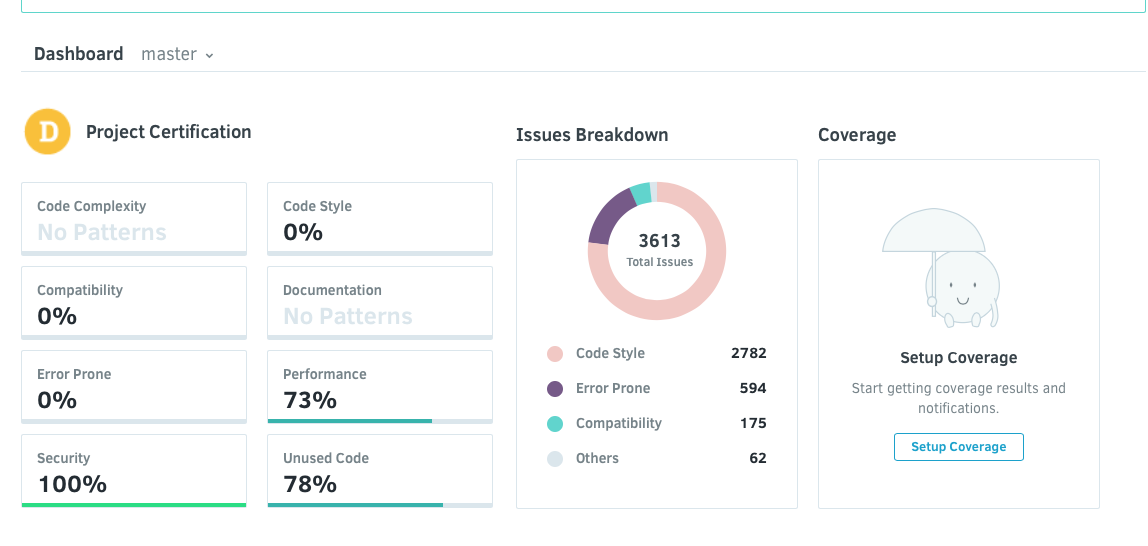 Dashboard master
D Project Certification
Code Complexity
No Patterns
Code Style
0%
Compatibility
0%
Documentation
No Patterns
Error Prone
0%
Performance
73%
Security
100%
Unused Code
78%
Issues Breakdown
3613
Total Issues
Code Style 2782
Error Prone 594
Compatibility 175
Others 62
Coverage
Setup Coverage
Start getting coverage results and
notifications.
Setup Coverage